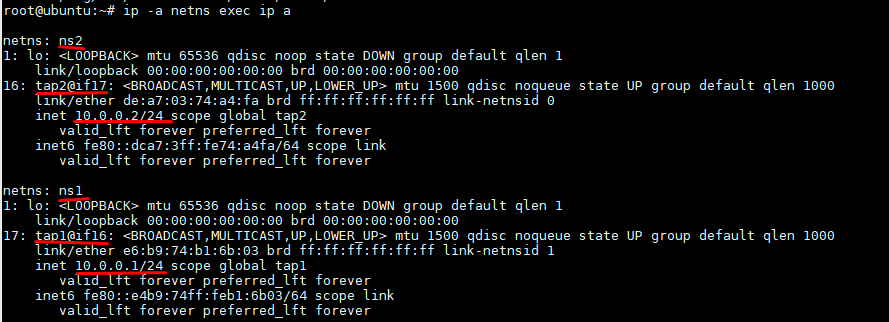 root@ubuntu:~# ip -a netns exec ip a
netns: ns2
1: lo: <LOOPBACK> mtu 65536 qdisc noop state DOWN group default qlen 1
    link/loopback 00:00:00:00:00:00 brd 00:00:00:00:00:00
16: tap2@if17: <BROADCAST,MULTICAST,UP,LOWER_UP> mtu 1500 qdisc noqueue state UP group default qlen 1000
    link/ether de:a7:03:74:a4:fa brd ff:ff:ff:ff:ff:ff link-netnsid 0
    inet 10.0.0.2/24 scope global tap2
       valid_lft forever preferred_lft forever
    inet6 fe80::dca7:3ff:fe74:a4fa/64 scope link
       valid_lft forever preferred_lft forever
netns: ns1
1: lo: <LOOPBACK> mtu 65536 qdisc noop state DOWN group default qlen 1
    link/loopback 00:00:00:00:00:00 brd 00:00:00:00:00:00
17: tap1@if16: <BROADCAST,MULTICAST,UP,LOWER_UP> mtu 1500 qdisc noqueue state UP group default qlen 1000
    link/ether e6:b9:74:b1:6b:03 brd ff:ff:ff:ff:ff:ff link-netnsid 1
    inet 10.0.0.1/24 scope global tap1
       valid_lft forever preferred_lft forever
    inet6 fe80::e4b9:74ff:feb1:6b03/64 scope link
       valid_lft forever preferred_lft forever